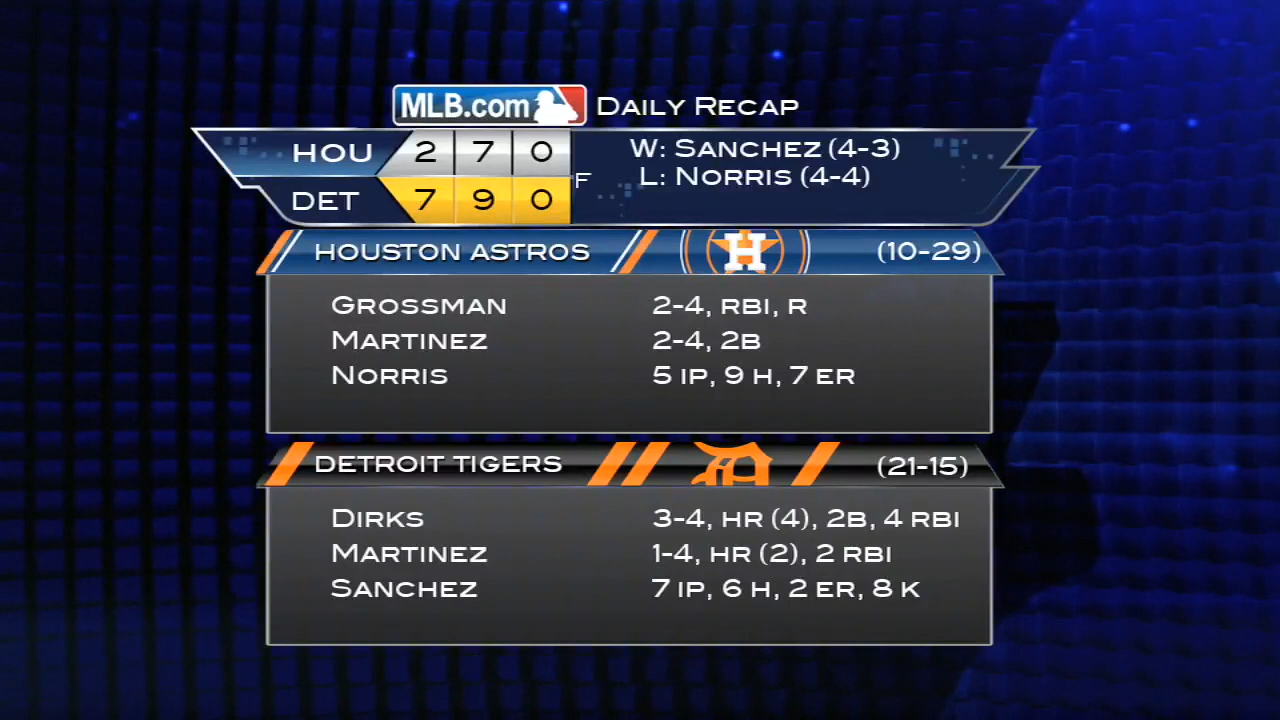 MLB.com DAILY RECAP
HOU 2 7 0
DET 7 9 0
F
W: SANCHEZ (4-3)
L: NORRIS (4-4)
HOUSTON ASTROS H (10-29)
GROSSMAN 2-4, RBI, R
MARTINEZ 2-4, 2B
NORRIS 5 IP, 9 H, 7 ER
DETROIT TIGERS D (21-15)
DIRKS 3-4, HR (4), 2B, 4 RBI
MARTINEZ 1-4, HR (2), 2 RBI
SANCHEZ 7 IP, 6 H, 2 ER, 8 K